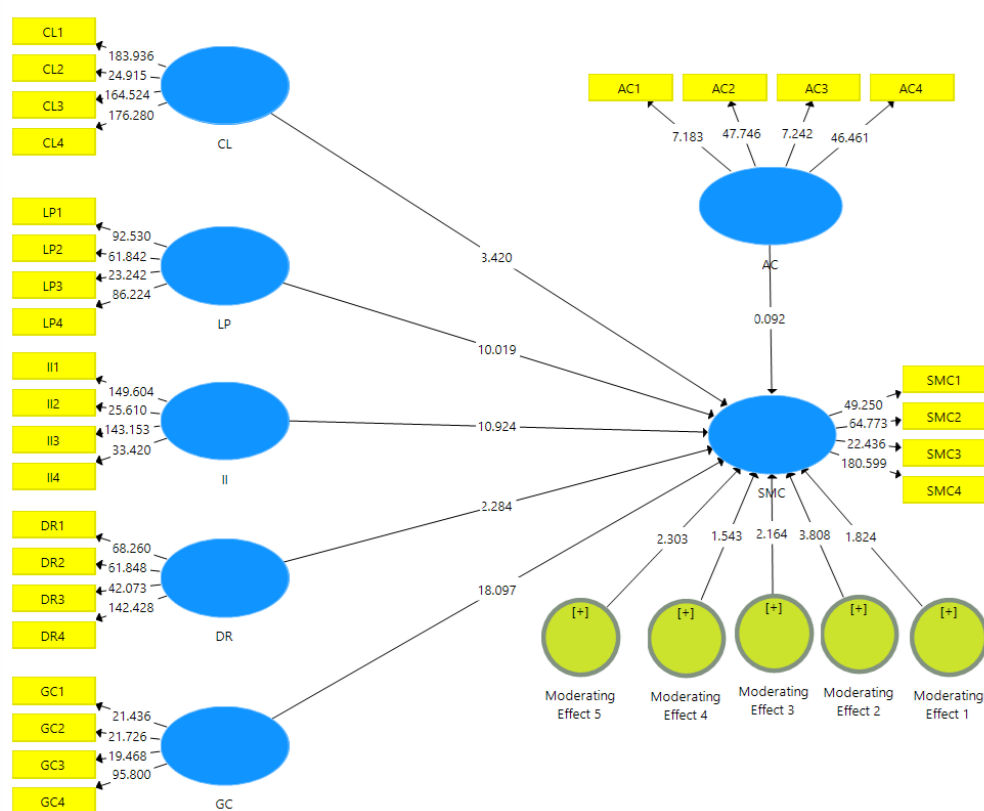 CL1
183.936
CL2
24.915
CL3
164.524
CL4
176.280
CL
LP1
92.530
LP2
61.842
LP3
23.242
LP4
86.224
LP
II1
149.604
II2
25.610
II3
143.153
II4
33.420
II
DR1
68.260
DR2
61.848
DR3
42.073
DR4
142.428
DR
GC1
21.436
GC2
21.726
GC3
19.468
GC4
95.800
GC
3.420
10.019
10.924
2.284
18.097
AC1
AC2
AC3
AC4
7.183
47.746
7.242
46.461
AC
0.092
SMC1
49.250
SMC2
64.773
SMC3
22.436
SMC4
180.599
SMC
2.303
1.543
2.164
3.808
1.824
[+]
[+]
[+]
[+]
[+]
Moderating
Effect 5
Moderating
Effect 4
Moderating
Effect 3
Moderating
Effect 2
Moderating
Effect 1